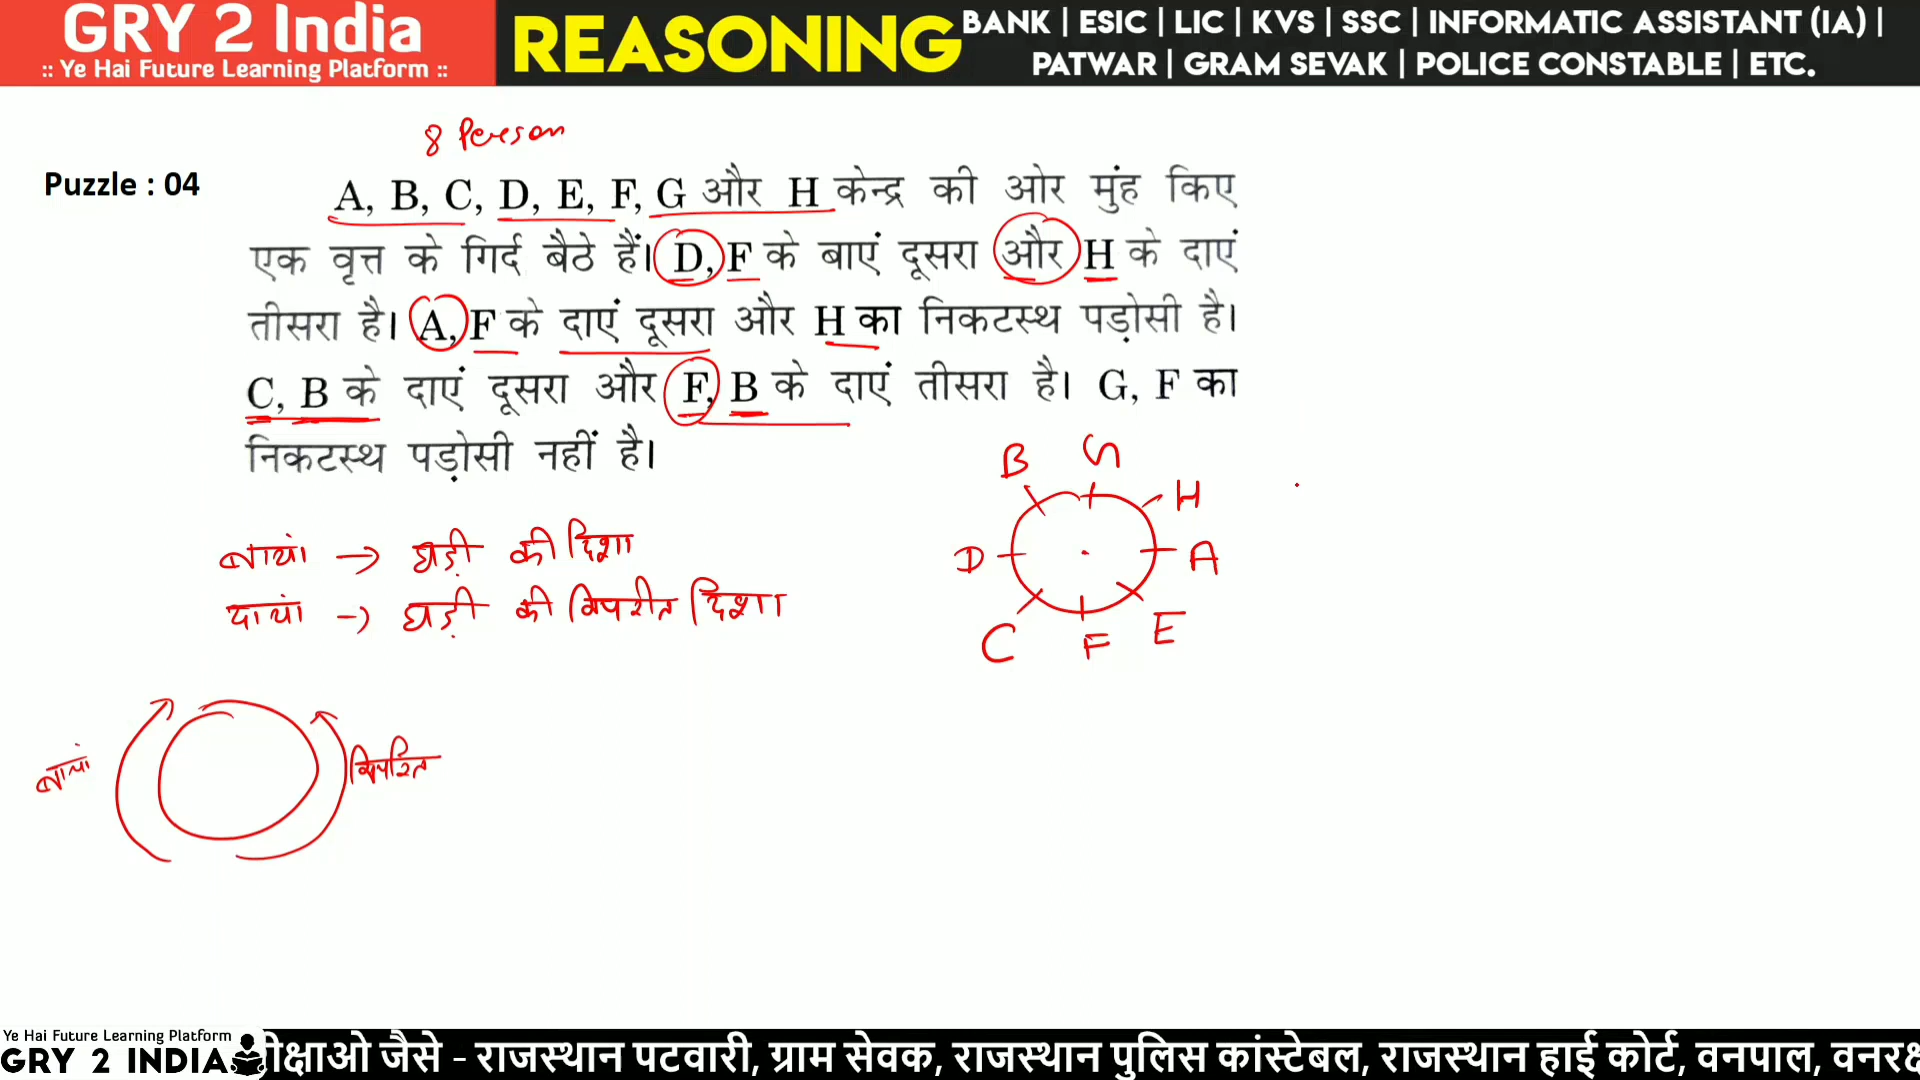 GRY 2 India
:: Ye Hai Future Learning Platform ::
REASONING
BANK | ESIC | LIC | KVS | SSC | INFORMATIC ASSISTANT (IA) |
PATWAR | GRAM SEVAK | POLICE CONSTABLE | ETC.
8 Person
Puzzle : 04
A, B, C, D, E, F, G और H केन्द्र की ओर मुंह किए
एक वृत्त के गिर्द बैठे हैं। D, F के बाएं दूसरा और H के दाएं
तीसरा है। A, F के दाएं दूसरा और H का निकटस्थ पड़ोसी है।
C, B के दाएं दूसरा और F, B के दाएं तीसरा है। G, F का
निकटस्थ पड़ोसी नहीं है।
B G
H
D A
C F E
बायां → घड़ी की दिशा
दायां → घड़ी की विपरीत दिशा
बायां
विपरित
Ye Hai Future Learning Platform
GRY 2 INDIA
रीक्षाओ जैसे - राजस्थान पटवारी, ग्राम सेवक, राजस्थान पुलिस कांस्टेबल, राजस्थान हाई कोर्ट, वनपाल, वनरक्ष